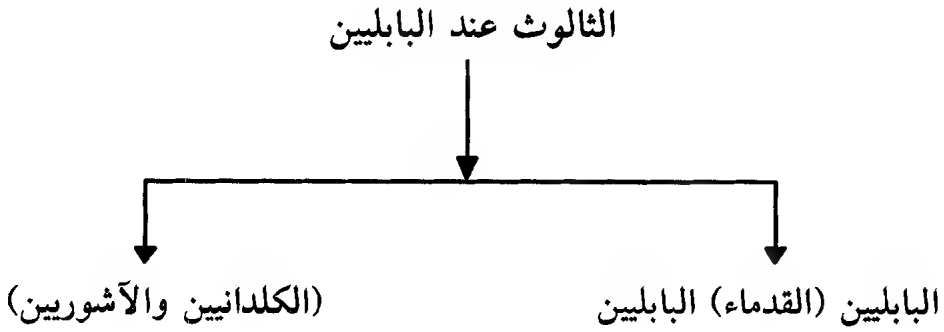 الثالوث عند البابليين
البابليين (القدماء) البابليين (الكلدانيين والآشوريين)